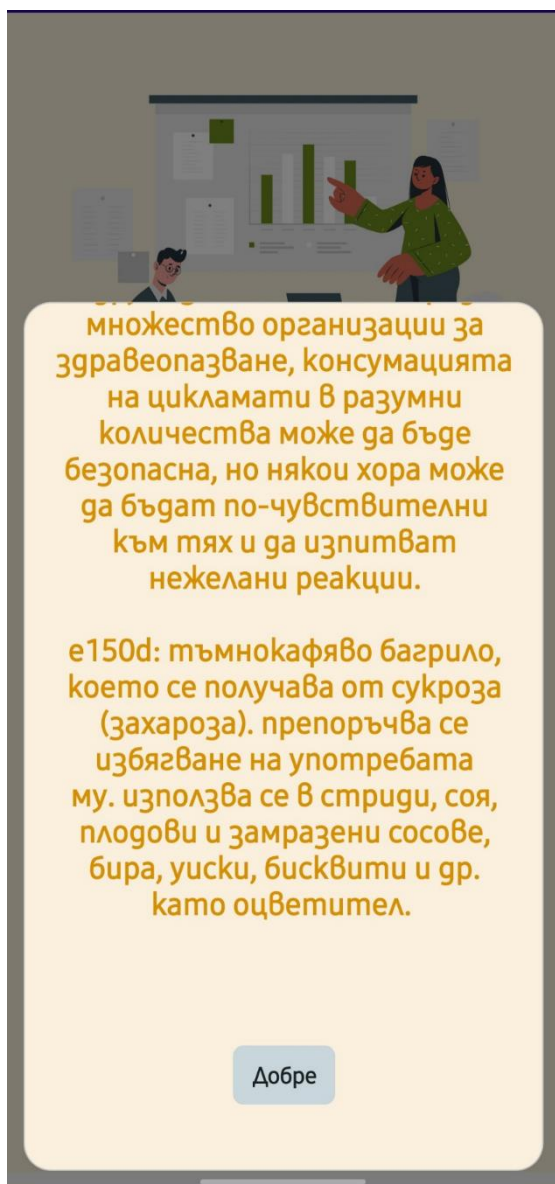 множество организации за
здравеопазване, консумацията
на цикламати в разумни
количества може да бъде
безопасна, но някои хора може
да бъдат по-чувствителни
към тях и да изпитват
нежелани реакции.
e150d: тъмнокафяво багрило,
което се получава от сукроза
(захароза). препоръчва се
избягване на употребата
му. използва се в стриди, соя,
плодови и замразени сосове,
бира, уиски, бисквити и др.
като оцветител.
Добре